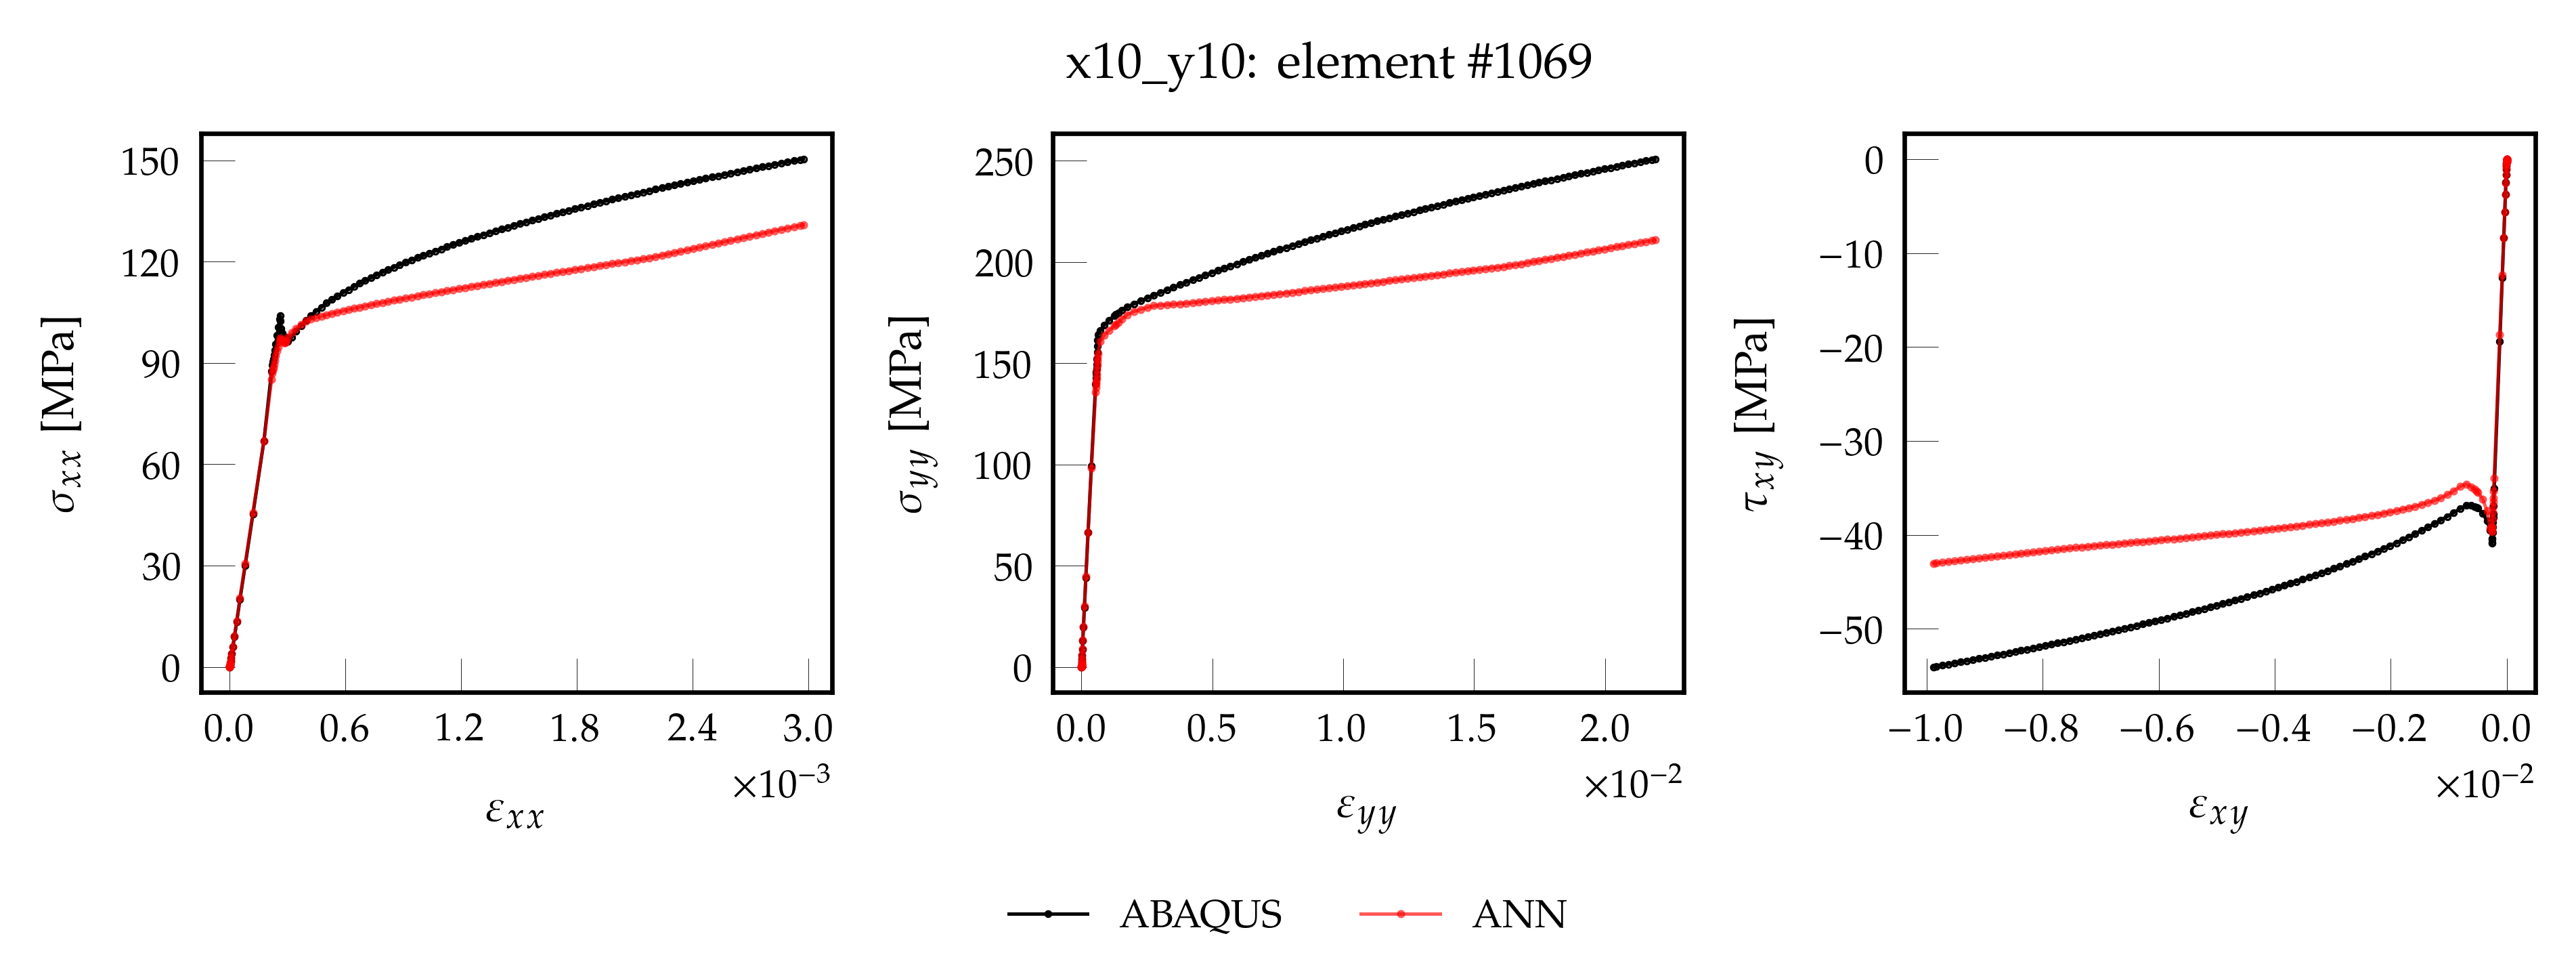 x10_y10: element #1069
150
120
90
60
30
0
σxx [MPa]
0.0 0.6 1.2 1.8 2.4 3.0
×10⁻³
εxx
250
200
150
100
50
0
σyy [MPa]
0.0 0.5 1.0 1.5 2.0
×10⁻²
εyy
0
−10
−20
−30
−40
−50
τxy [MPa]
−1.0 −0.8 −0.6 −0.4 −0.2 0.0
×10⁻²
εxy
ABAQUS ANN